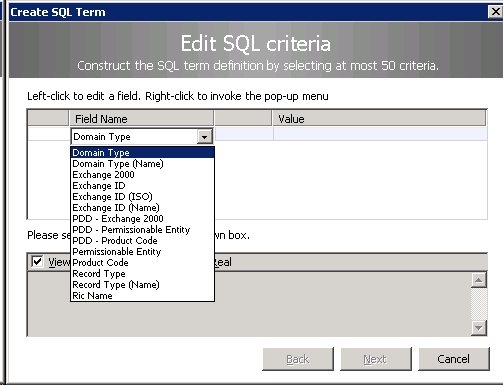 Create SQL Term
Edit SQL criteria
Construct the SQL term definition by selecting at most 50 criteria.
Left-click to edit a field. Right-click to invoke the pop-up menu
Field Name Value
Domain Type
Domain Type
Domain Type (Name)
Exchange 2000
Exchange ID
Exchange ID (ISO)
Exchange ID (Name)
PDD - Exchange 2000
PDD - Permissionable Entity
PDD - Product Code
Permissionable Entity
Product Code
Record Type
Record Type (Name)
Ric Name
Please se wn box.
View Real
Back Next Cancel